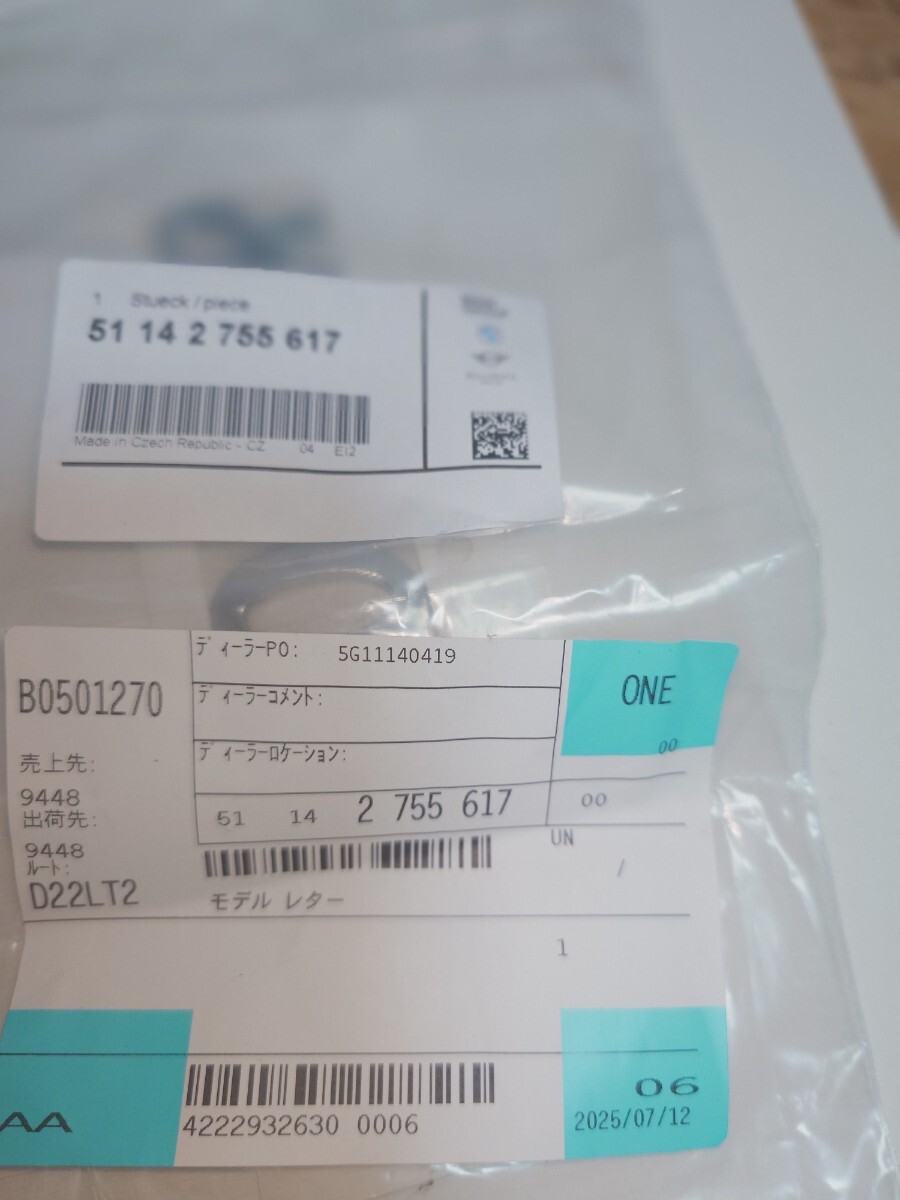 1 Stueck / piece
51 14 2 755 617
Made in Czech Republic - CZ 04 E12
ﾃﾞｨｰﾗｰPO: 5G11140419
B0501270
ﾃﾞｨｰﾗｰｺﾒﾝﾄ:
ONE
00
ﾃﾞｨｰﾗｰﾛｹｰｼｮﾝ:
売上先: -
9448
51 14 2 755 617 00
出荷先:
9448
UN
ﾙｰﾄ:
/
D22LT2
モデル レター
1
06
AA
4222932630 0006
2025/07/12